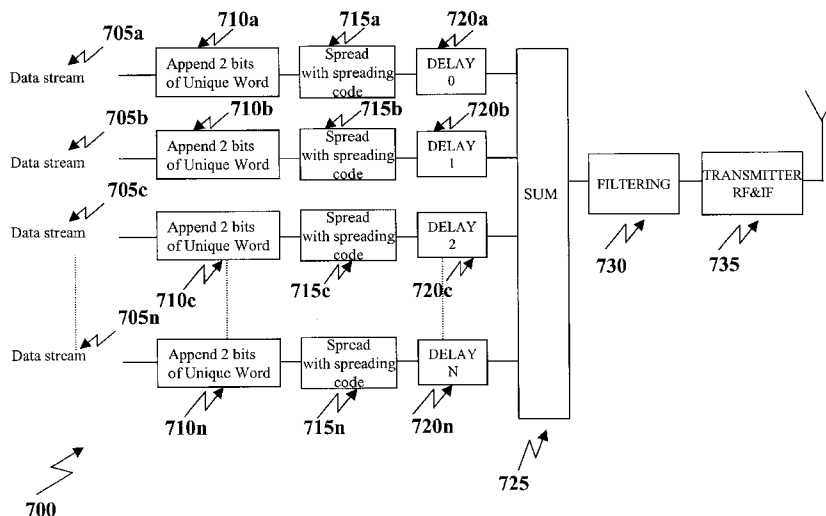 705a
710a
715a
720a
Data stream
Append 2 bits
of Unique Word
Spread
with spreading
code
DELAY
0
705b
710b
715b
720b
Data stream
Append 2 bits
of Unique Word
Spread
with spreading
code
DELAY
1
SUM
FILTERING
TRANSMITTER
RF&IF
705c
Data stream
Append 2 bits
of Unique Word
Spread
with spreading
code
DELAY
2
730
735
710c
715c
720c
705n
Data stream
Append 2 bits
of Unique Word
Spread
with spreading
code
DELAY
N
710n
715n
720n
725
700